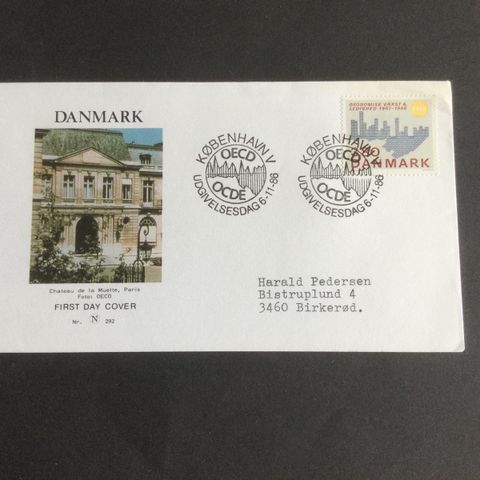 DANMARK
Chateau de la Muette, Paris
Foto: OECD
FIRST DAY COVER
Nr. N 292
KØBENHAVN V
OECD
OCDE
UDGIVELSESDAG 6-11-86
KØBENHAVN
OECD
OCDE
UDGIVELSESDAG 6-11-86
ØKONOMISK VÆKST &
LEDIGHED 1961-1986
DANMARK
Harald Pedersen
Bistruplund 4
3460 Birkerød.